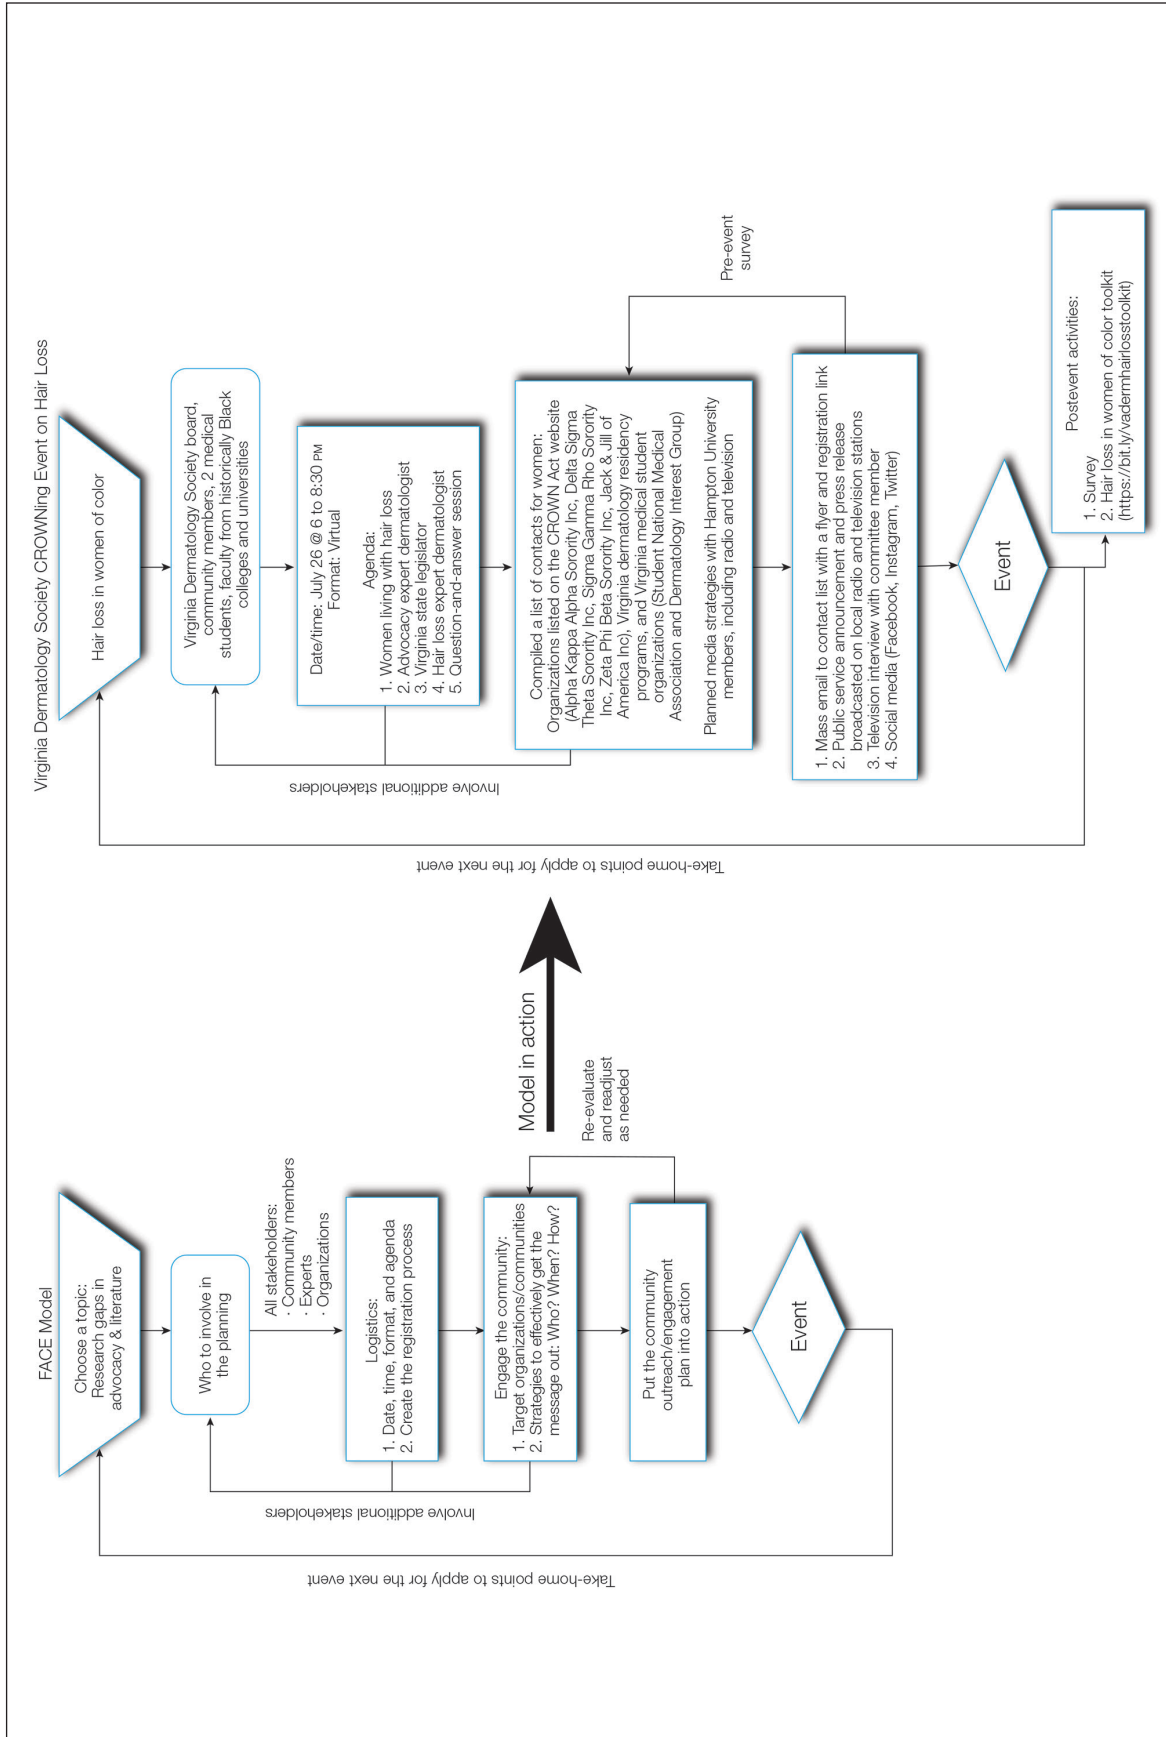 FACE Model
Choose a topic:
Research gaps in
advocacy & literature
Who to involve in
the planning
All stakeholders:
· Community members
· Experts
· Organizations
Logistics:
1. Date, time, format, and agenda
2. Create the registration process
Engage the community:
1. Target organizations/communities
2. Strategies to effectively get the
message out: Who? When? How?
Re-evaluate
and readjust
as needed
Put the community
outreach/engagement
plan into action
Event
Involve additional stakeholders
Take-home points to apply for the next event
Model in action
Virginia Dermatology Society CROWNing Event on Hair Loss
Hair loss in women of color
Virginia Dermatology Society board,
community members, 2 medical
students, faculty from historically Black
colleges and universities
Date/time: July 26 @ 6 to 8:30 PM
Format: Virtual
Agenda:
1. Women living with hair loss
2. Advocacy expert dermatologist
3. Virginia state legislator
4. Hair loss expert dermatologist
5. Question-and-answer session
Compiled a list of contacts for women:
Organizations listed on the CROWN Act website
(Alpha Kappa Alpha Sorority Inc, Delta Sigma
Theta Sorority Inc, Sigma Gamma Rho Sorority
Inc, Zeta Phi Beta Sorority Inc, Jack & Jill of
America Inc), Virginia dermatology residency
programs, and Virginia medical student
organizations (Student National Medical
Association and Dermatology Interest Group)
Planned media strategies with Hampton University
members, including radio and television
Pre-event
survey
1. Mass email to contact list with a flyer and registration link
2. Public service announcement and press release
broadcasted on local radio and television stations
3. Television interview with committee member
4. Social media (Facebook, Instagram, Twitter)
Event
Postevent activities:
1. Survey
2. Hair loss in women of color toolkit
(https://bit.ly/vadermhairlosstoolkit)
Involve additional stakeholders
Take-home points to apply for the next event